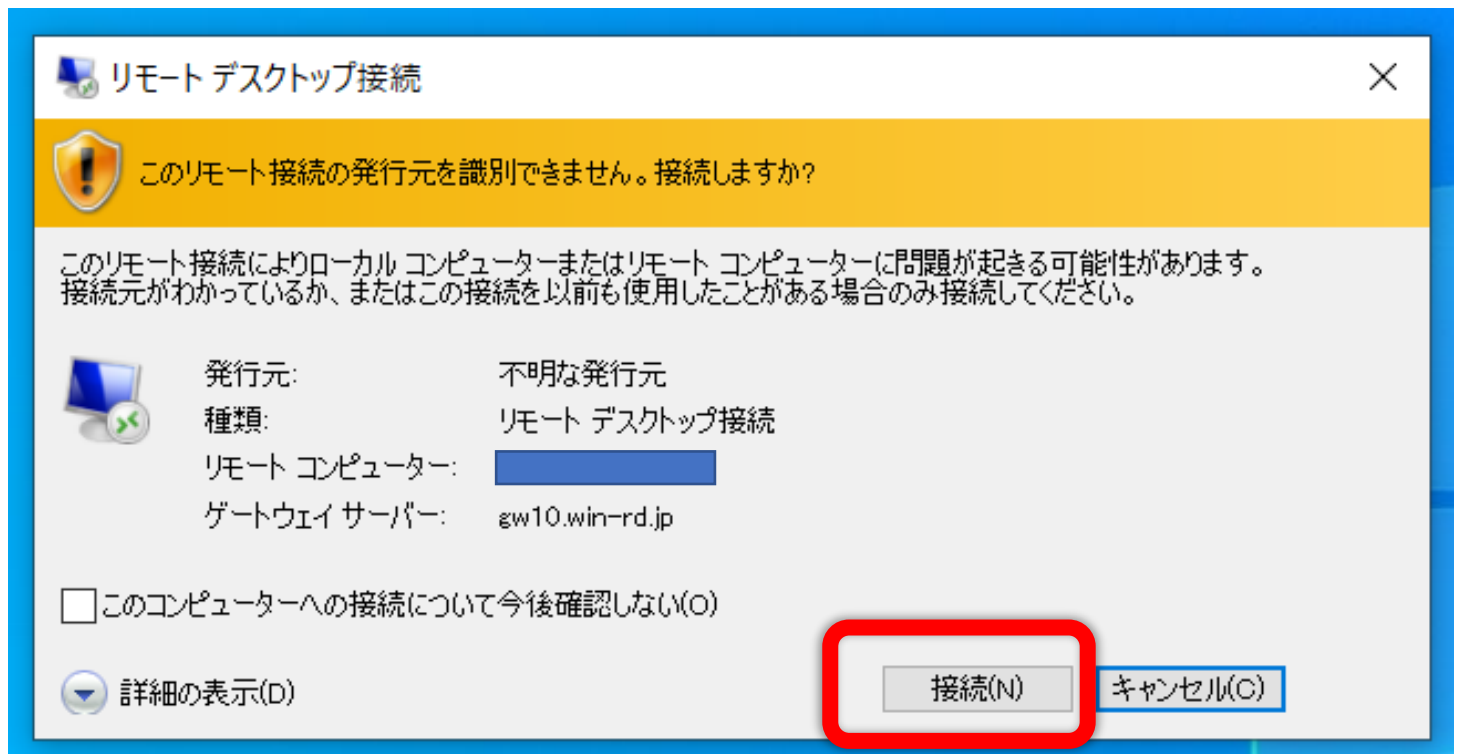 リモート デスクトップ接続
このリモート接続の発行元を識別できません。接続しますか?
このリモート接続によりローカル コンピューターまたはリモート コンピューターに問題が起きる可能性があります。
接続元がわかっているか、またはこの接続を以前も使用したことがある場合のみ接続してください。
発行元: 不明な発行元
種類: リモート デスクトップ接続
リモート コンピューター:
ゲートウェイ サーバー: gw10.win-rd.jp
このコンピューターへの接続について今後確認しない(O)
詳細の表示(D) 接続(N) キャンセル(C)